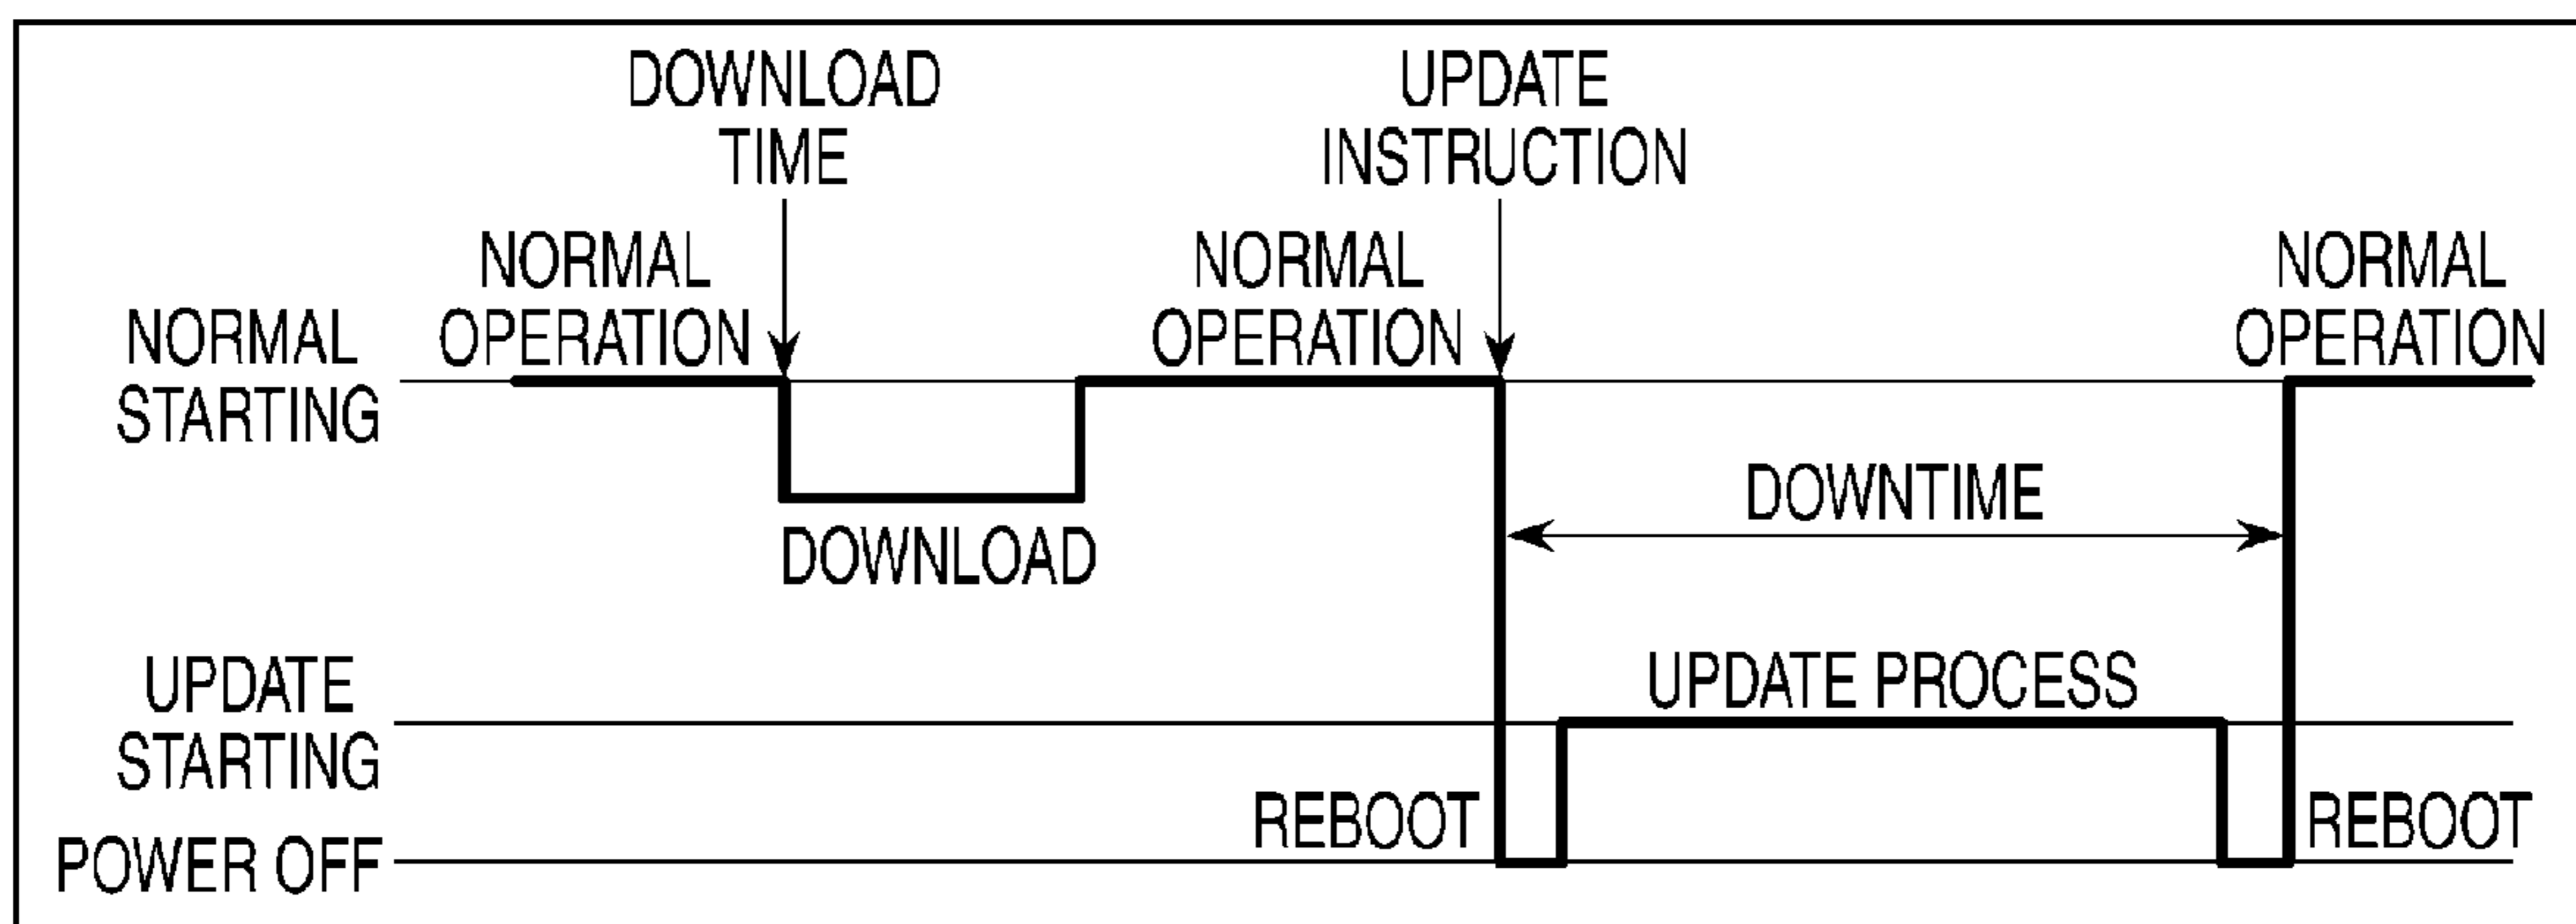 DOWNLOAD
TIME
UPDATE
INSTRUCTION
NORMAL
OPERATION
NORMAL
OPERATION
NORMAL
OPERATION
NORMAL
STARTING
DOWNLOAD
DOWNTIME
UPDATE
STARTING
UPDATE PROCESS
REBOOT
REBOOT
POWER OFF